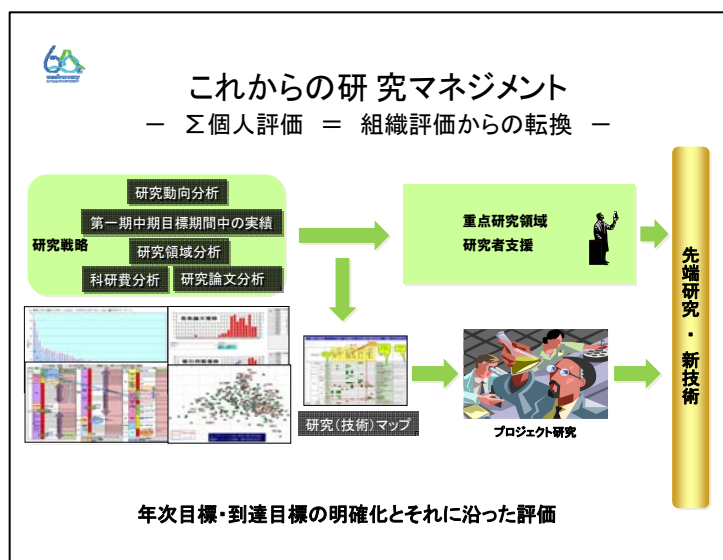 これからの研 究マネジメント
－ Σ個人評価 ＝ 組織評価からの転換 －
研究戦略
研究動向分析
第一期中期目標期間中の実績
研究領域分析
科研費分析
研究論文分析
重点研究領域
研究者支援
研究(技術)マップ
プロジェクト研究
先端研究・新技術
年次目標・到達目標の明確化とそれに沿った評価